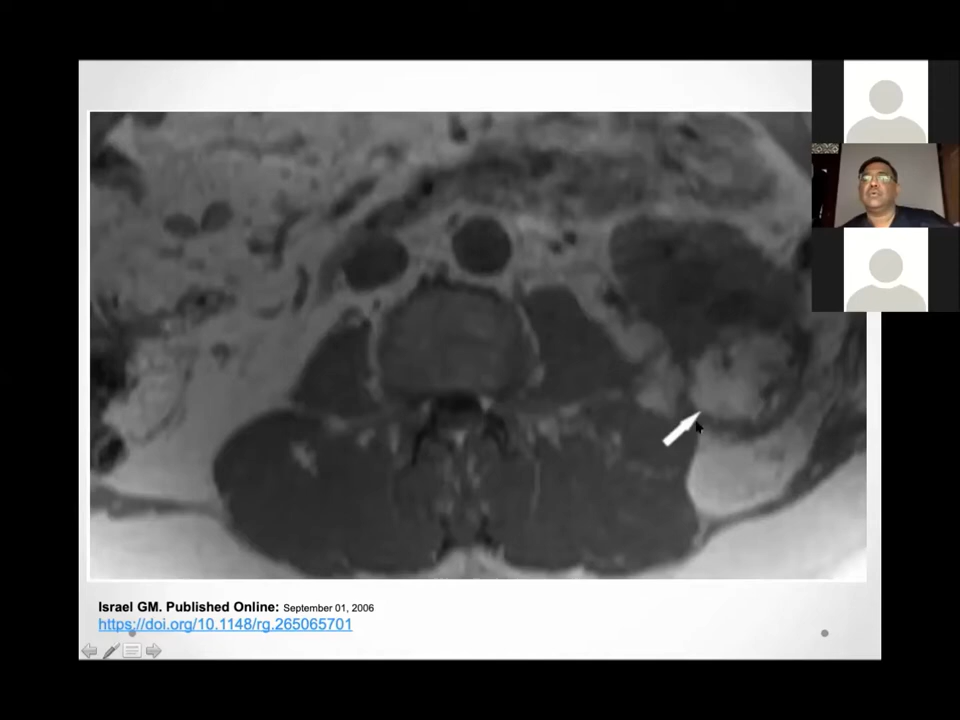 Israel GM. Published Online: September 01, 2006
https://doi.org/10.1148/rg.265065701